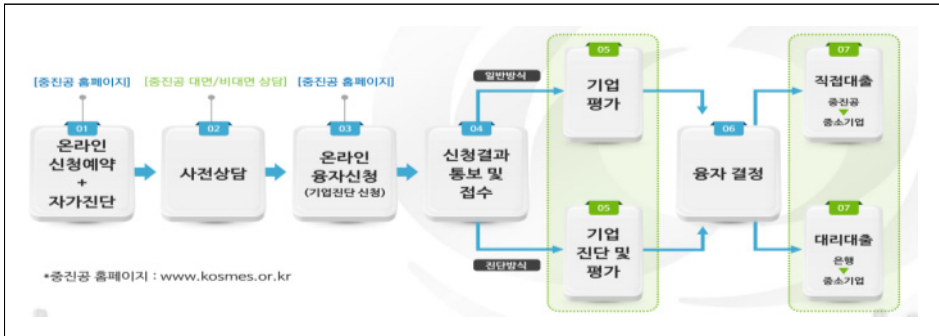 [중진공 홈페이지]
[중진공 대면/비대면 상담]
[중진공 홈페이지]
01
온라인
신청예약
+
자가진단
02
사전상담
03
온라인
융자신청
(기업진단 신청)
04
신청결과
통보 및
접수
일반방식
05
기업
평가
진단방식
05
기업
진단 및
평가
06
융자 결정
07
직접대출
중진공
중소기업
07
대리대출
은행
중소기업
*중진공 홈페이지 : www.kosmes.or.kr